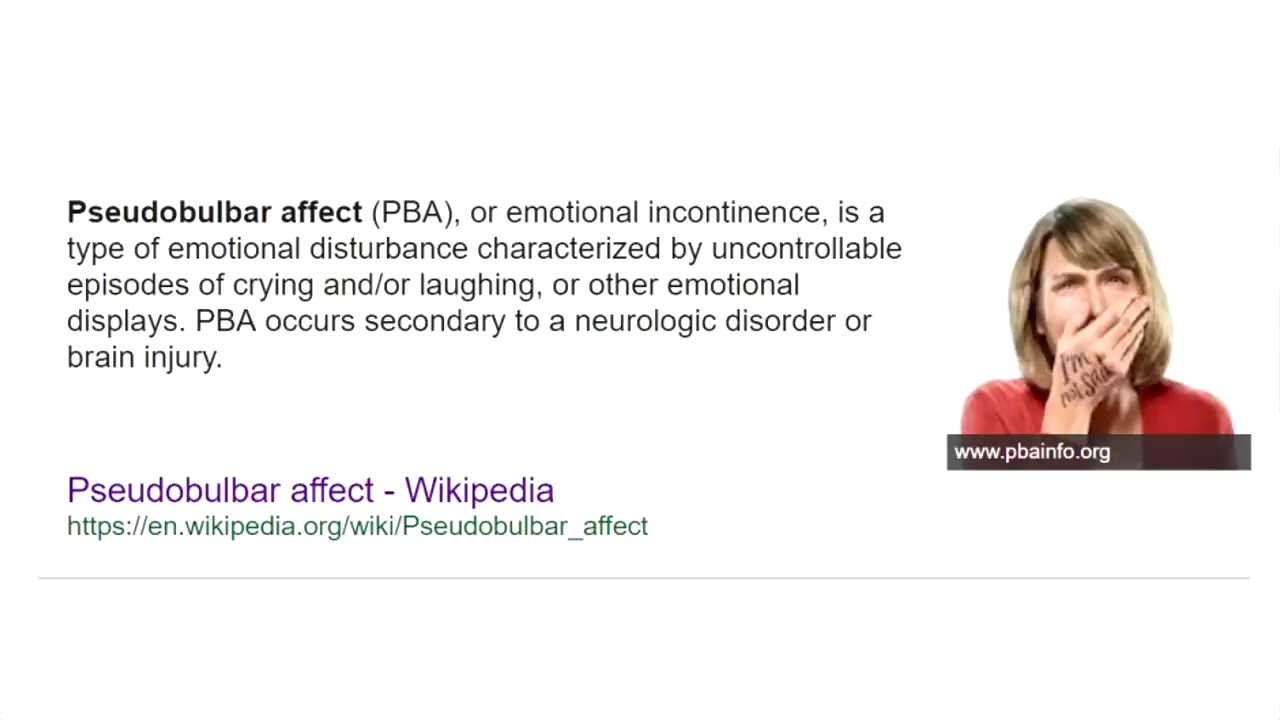 Pseudobulbar affect (PBA), or emotional incontinence, is a
type of emotional disturbance characterized by uncontrollable
episodes of crying and/or laughing, or other emotional
displays. PBA occurs secondary to a neurologic disorder or
brain injury.
I'm
not sad
www.pbainfo.org
Pseudobulbar affect - Wikipedia
https://en.wikipedia.org/wiki/Pseudobulbar_affect